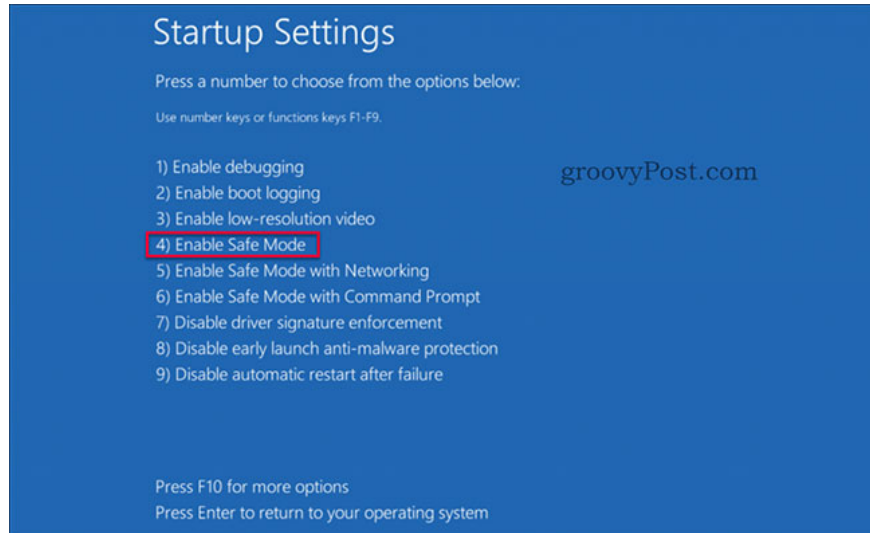 Startup Settings
Press a number to choose from the options below:
Use number keys or functions keys F1-F9.
1) Enable debugging
groovyPost.com
2) Enable boot logging
3) Enable low-resolution video
4) Enable Safe Mode
5) Enable Safe Mode with Networking
6) Enable Safe Mode with Command Prompt
7) Disable driver signature enforcement
8) Disable early launch anti-malware protection
9) Disable automatic restart after failure
Press F10 for more options
Press Enter to return to your operating system